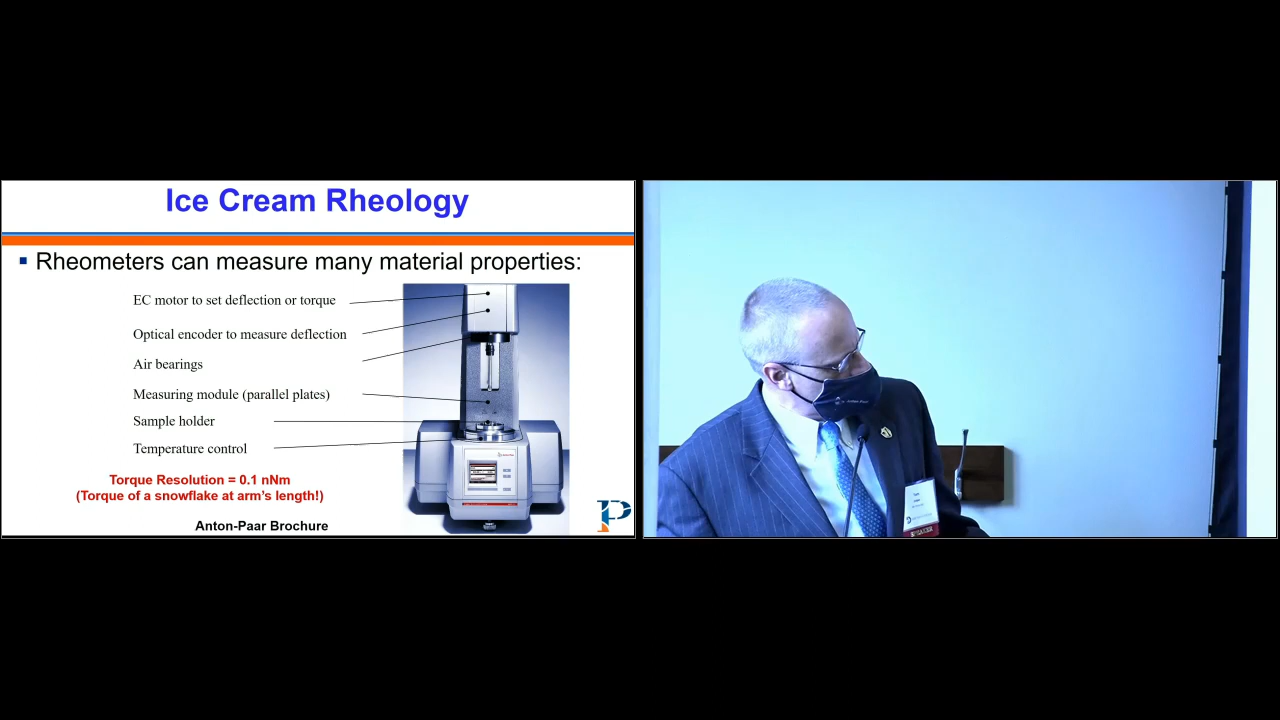 Ice Cream Rheology
▪ Rheometers can measure many material properties:
EC motor to set deflection or torque
Optical encoder to measure deflection
Air bearings
Measuring module (parallel plates)
Sample holder
Temperature control
Torque Resolution = 0.1 nNm
(Torque of a snowflake at arm's length!)
Anton-Paar Brochure
P
SPEAKER